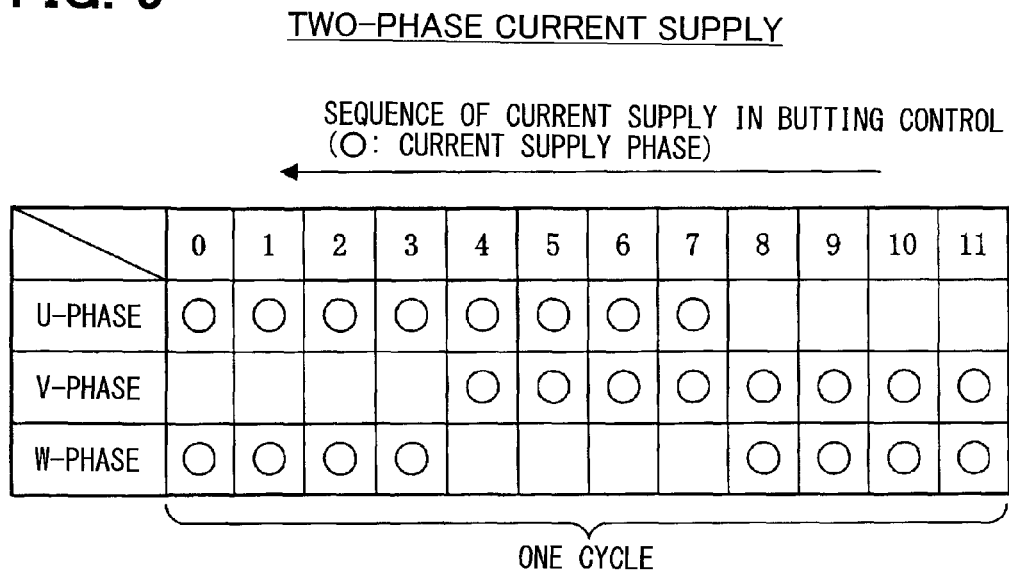 TWO-PHASE CURRENT SUPPLY
SEQUENCE OF CURRENT SUPPLY IN BUTTING CONTROL
(○: CURRENT SUPPLY PHASE)
0 1 2 3 4 5 6 7 8 9 10 11
U-PHASE ○ ○ ○ ○ ○ ○ ○ ○
V-PHASE ○ ○ ○ ○ ○ ○ ○ ○
W-PHASE ○ ○ ○ ○ ○ ○ ○ ○
ONE CYCLE